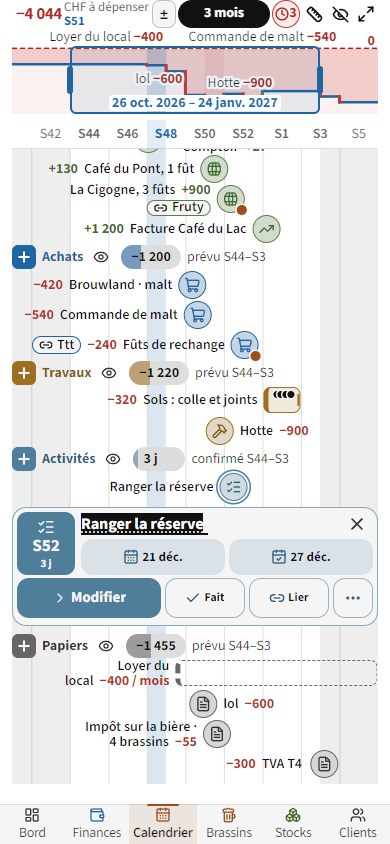 −4 044 CHF à dépenser
S51
±
3 mois
3
0
Loyer du local −400 Commande de malt −540
lol −600 Hotte −900
26 oct. 2026 – 24 janv. 2027
S42 S44 S46 S48 S50 S52 S1 S3 S5
+130 Café du Pont, 1 fût
La Cigogne, 3 fûts +900
Fruty
+1 200 Facture Café du Lac
Achats −1 200 prévu S44–S3
−420 Brouwland · malt
−540 Commande de malt
Ttt −240 Fûts de rechange
Travaux −1 220 prévu S44–S3
−320 Sols : colle et joints
Hotte −900
Activités 3 j confirmé S44–S3
Ranger la réserve
S52
3 j
Ranger la réserve
21 déc. 27 déc.
Modifier Fait Lier
Papiers −1 455 prévu S44–S3
Loyer du
local −400 / mois
lol −600
Impôt sur la bière ·
4 brassins −55
−300 TVA T4
Bord Finances Calendrier Brassins Stocks Clients